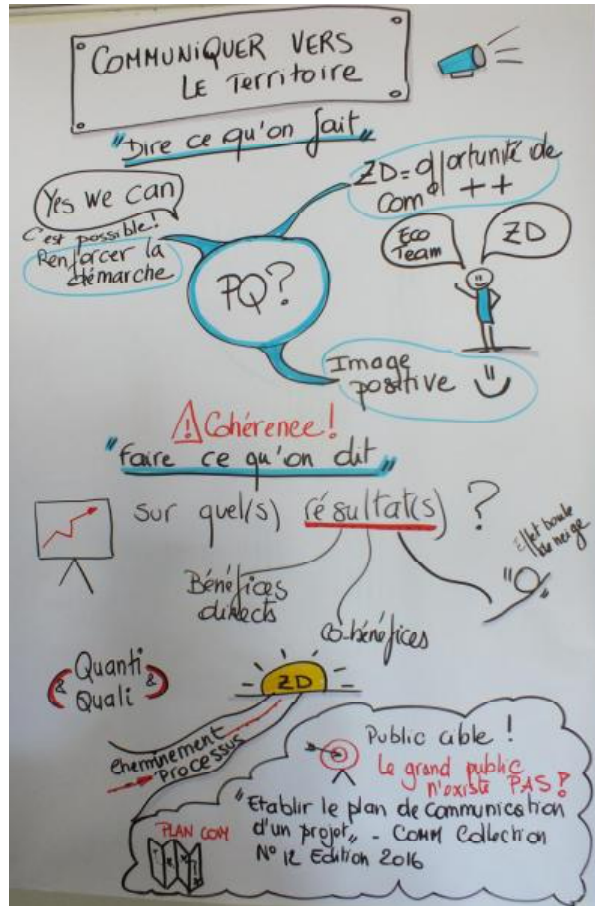 COMMUNIQUER VERS
LE Territoire
"Dire ce qu'on fait"
Yes we can
C'est possible!
Renforcer la
démarche
PQ?
ZD = opportunité de
com ++
Eco
Team
ZD
Image
positive
Cohérence!
"faire ce qu'on dit"
sur quel(s) résultat(s) ?
Bénéfices
directs
Co-bénéfices
Effet boule
de neige
Quanti
& &
Quali
ZD
Cheminement
Processus
Public cible !
Le grand public
n'existe PAS!
"Etablir le plan de communication
d'un projet" - COMM Collection
N° 12 Edition 2016
PLAN COM